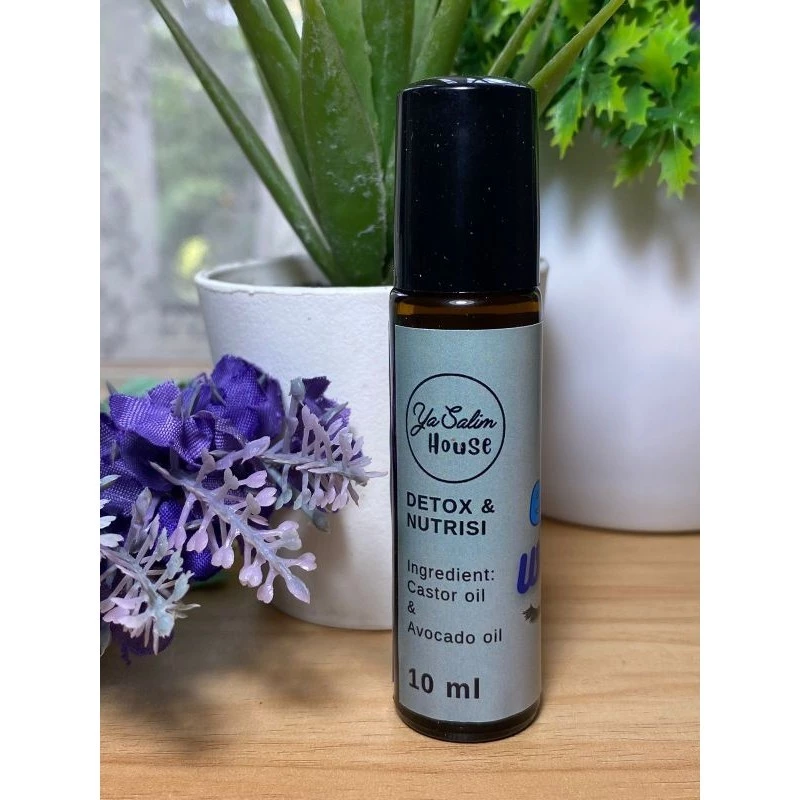 Ya Salim
House
DETOX &
NUTRISI
Ingredient:
Castor oil
&
Avocado oil
10 ml